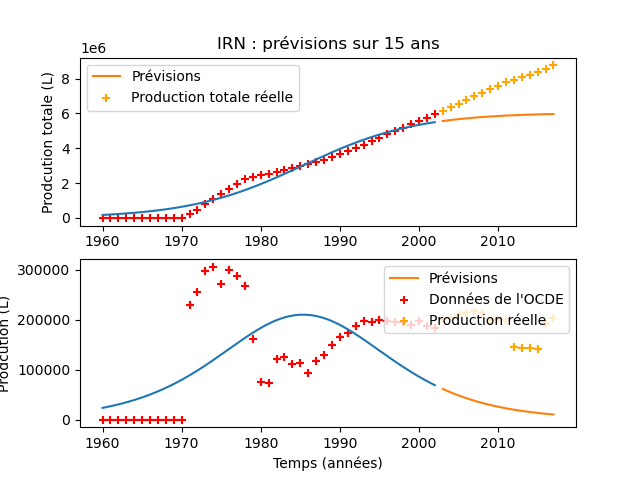 IRN : prévisions sur 15 ans
1e6
Prodcution totale (L)
8
6
4
2
0
Prévisions
Production totale réelle
1960 1970 1980 1990 2000 2010
Prodcution (L)
300000
200000
100000
0
Prévisions
Données de l'OCDE
Production réelle
1960 1970 1980 1990 2000 2010
Temps (années)